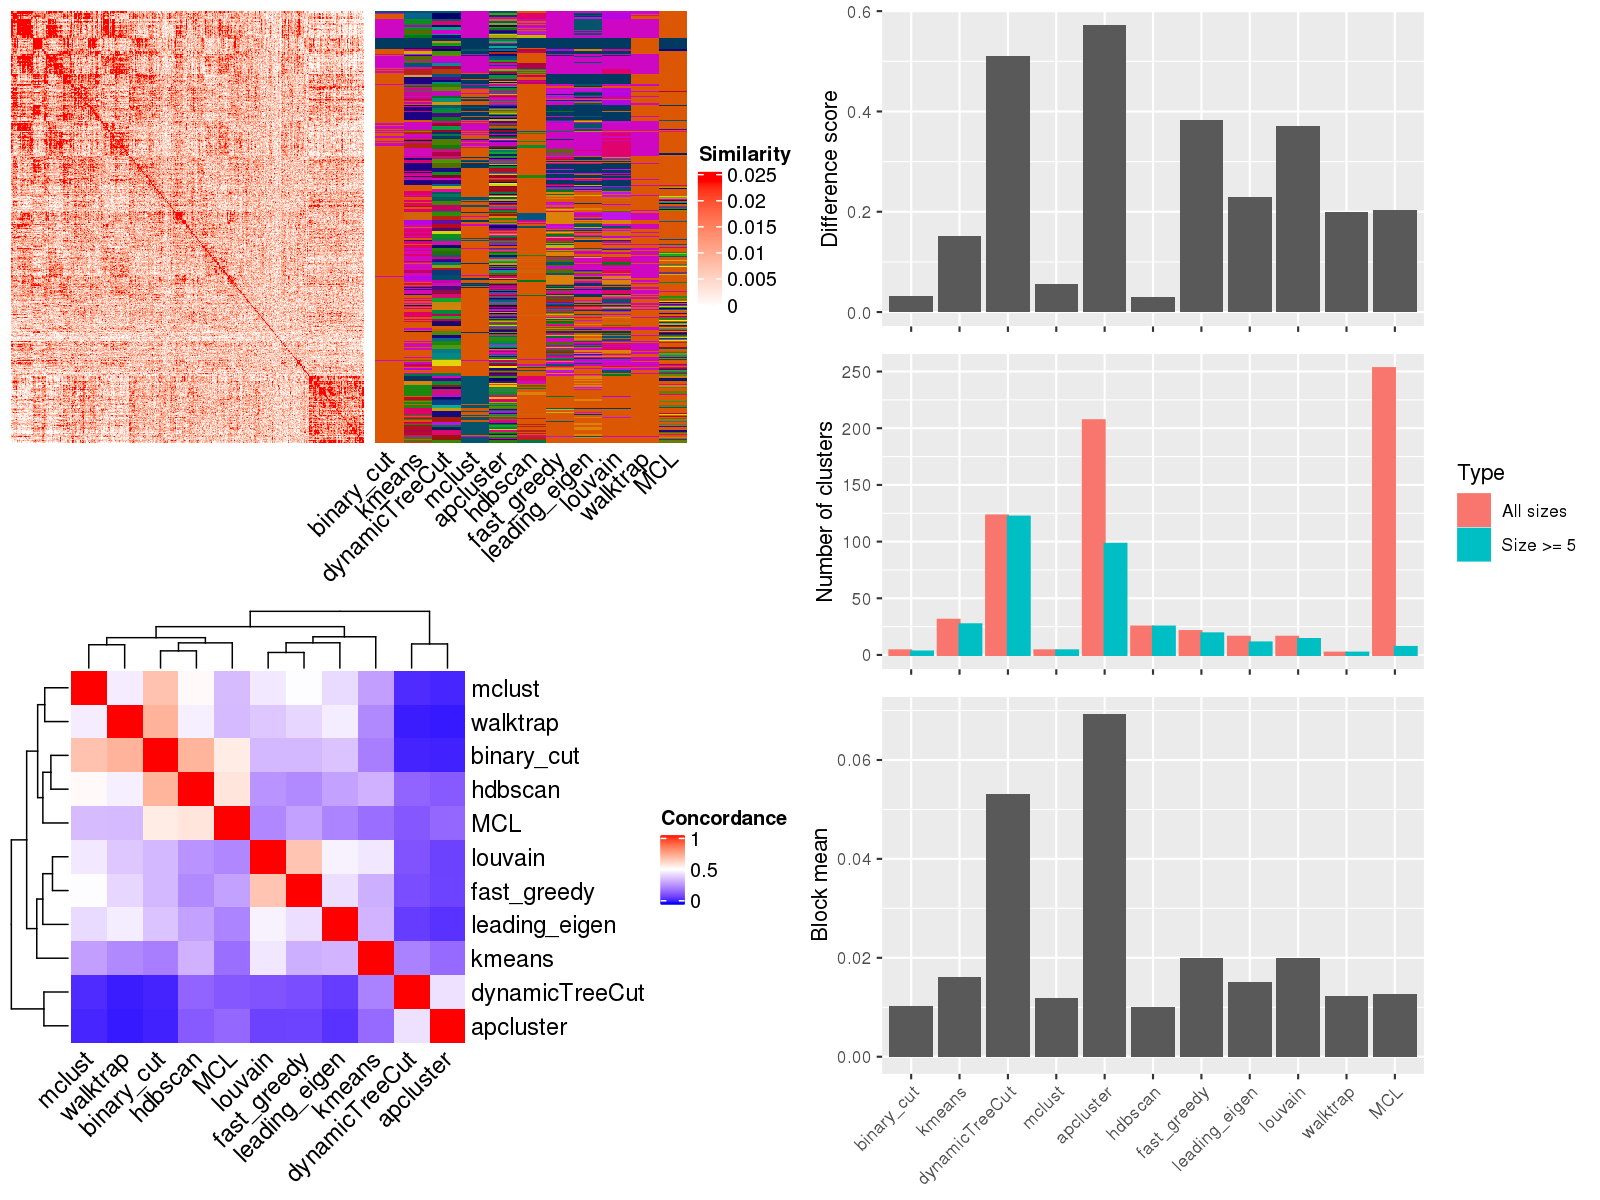 Similarity
0.025
0.02
0.015
0.01
0.005
0
binary_cut
kmeans
dynamicTreeCut
mclust
apcluster
hdbscan
fast_greedy
leading_eigen
louvain
walktrap
MCL
mclust
walktrap
binary_cut
hdbscan
MCL
louvain
fast_greedy
leading_eigen
kmeans
dynamicTreeCut
apcluster
mclust
walktrap
binary_cut
hdbscan
MCL
louvain
fast_greedy
leading_eigen
kmeans
dynamicTreeCut
apcluster
Concordance
1
0.5
0
Difference score
0.6
0.4
0.2
0.0
Number of clusters
250
200
150
100
50
0
Type
All sizes
Size >= 5
Block mean
0.06
0.04
0.02
0.00
binary_cut
kmeans
dynamicTreeCut
mclust
apcluster
hdbscan
fast_greedy
leading_eigen
louvain
walktrap
MCL